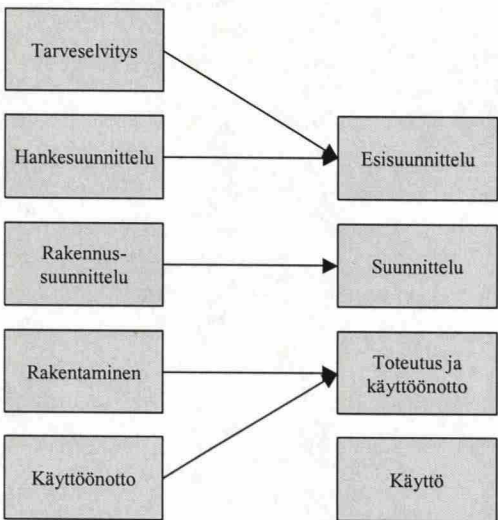 Tarveselvitys
Hankesuunnittelu
Esisuunnittelu
Rakennus-
suunnittelu
Suunnittelu
Rakentaminen
Toteutus ja
käyttöönotto
Käyttöönotto
Käyttö